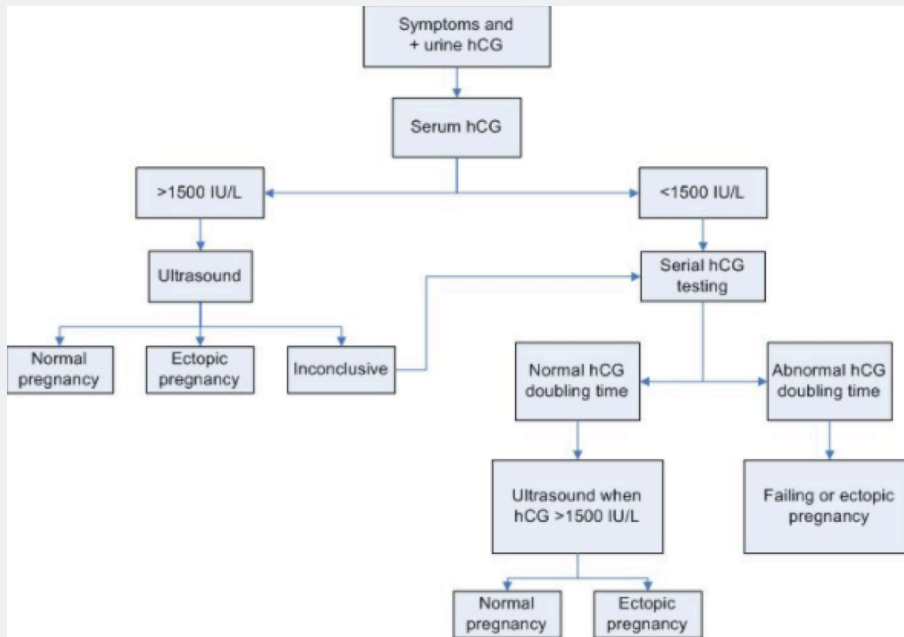 Symptoms and
+ urine hCG
Serum hCG
>1500 IU/L
<1500 IU/L
Ultrasound
Serial hCG
testing
Normal
pregnancy
Ectopic
pregnancy
Inconclusive
Normal hCG
doubling time
Abnormal hCG
doubling time
Ultrasound when
hCG >1500 IU/L
Failing or ectopic
pregnancy
Normal
pregnancy
Ectopic
pregnancy